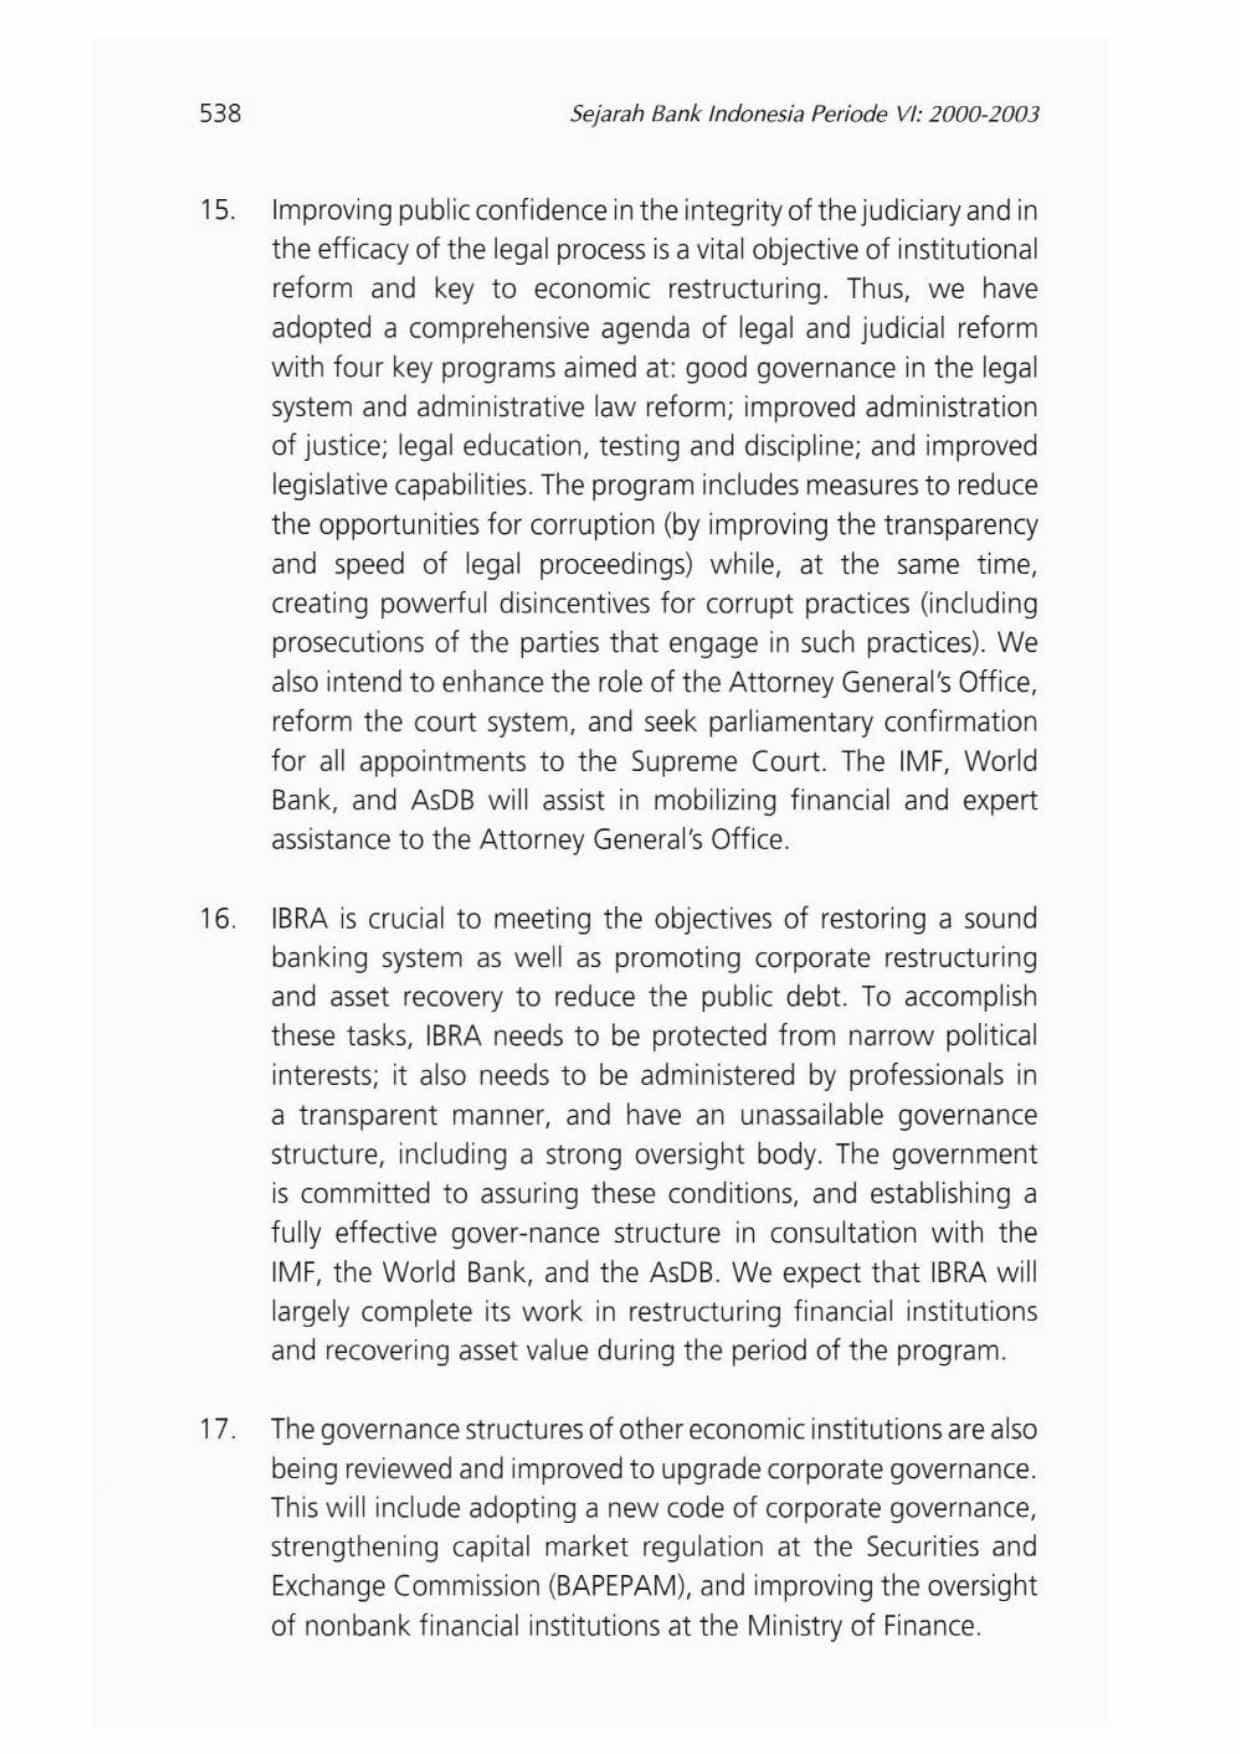 538
Sejarah Bank Indonesia Periode VI: 2000-2003
15. Improving public confidence in the integrity of the judiciary and in
the efficacy of the legal process is a vital objective of institutional
reform and key to economic restructuring. Thus, we have
adopted a comprehensive agenda of legal and judicial reform
with four key programs aimed at: good governance in the legal
system and administrative law reform; improved administration
of justice; legal education, testing and discipline; and improved
legislative capabilities. The program includes measures to reduce
the opportunities for corruption (by improving the transparency
and speed of legal proceedings) while, at the same time,
creating powerful disincentives for corrupt practices (including
prosecutions of the parties that engage in such practices). We
also intend to enhance the role of the Attorney General's Office,
reform the court system, and seek parliamentary confirmation
for all appointments to the Supreme Court. The IMF, World
Bank, and AsDB will assist in mobilizing financial and expert
assistance to the Attorney General's Office.
16. IBRA is crucial to meeting the objectives of restoring a sound
banking system as well as promoting corporate restructuring
and asset recovery to reduce the public debt. To accomplish
these tasks, IBRA needs to be protected from narrow political
interests; it also needs to be administered by professionals in
a transparent manner, and have an unassailable governance
structure, including a strong oversight body. The government
is committed to assuring these conditions, and establishing a
fully effective gover-nance structure in consultation with the
IMF, the World Bank, and the AsDB. We expect that IBRA will
largely complete its work in restructuring financial institutions
and recovering asset value during the period of the program.
17. The governance structures of other economic institutions are also
being reviewed and improved to upgrade corporate governance.
This will include adopting a new code of corporate governance,
strengthening capital market regulation at the Securities and
Exchange Commission (BAPEPAM), and improving the oversight
of nonbank financial institutions at the Ministry of Finance.